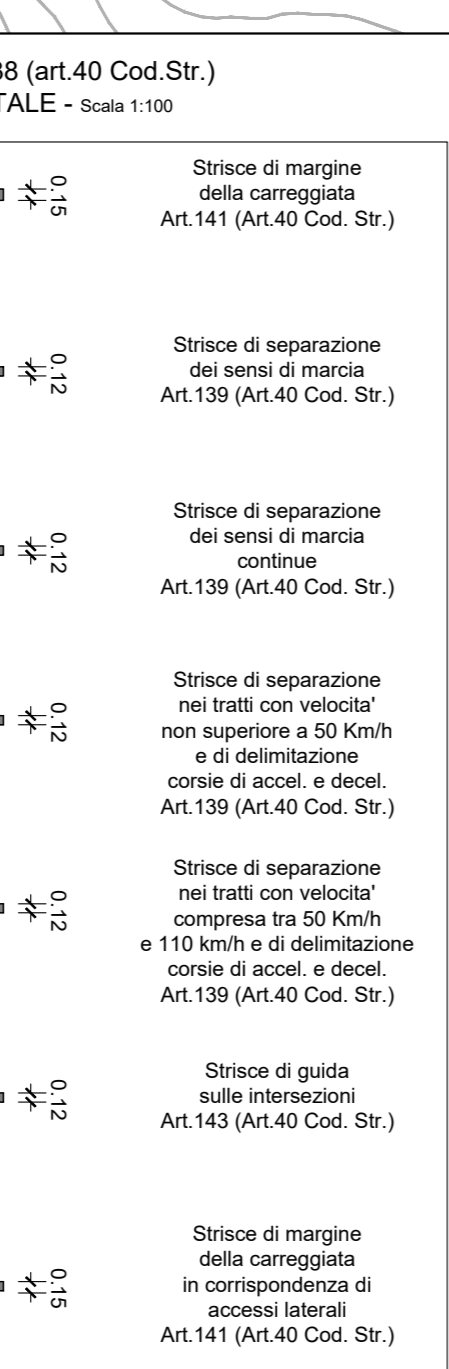 38 (art.40 Cod.Str.)
TALE - Scala 1:100
0.15
Strisce di margine
della carreggiata
Art.141 (Art.40 Cod. Str.)
0.12
Strisce di separazione
dei sensi di marcia
Art.139 (Art.40 Cod. Str.)
0.12
Strisce di separazione
dei sensi di marcia
continue
Art.139 (Art.40 Cod. Str.)
0.12
Strisce di separazione
nei tratti con velocita'
non superiore a 50 Km/h
e di delimitazione
corsie di accel. e decel.
Art.139 (Art.40 Cod. Str.)
0.12
Strisce di separazione
nei tratti con velocita'
compresa tra 50 Km/h
e 110 km/h e di delimitazione
corsie di accel. e decel.
Art.139 (Art.40 Cod. Str.)
0.12
Strisce di guida
sulle intersezioni
Art.143 (Art.40 Cod. Str.)
0.15
Strisce di margine
della carreggiata
in corrispondenza di
accessi laterali
Art.141 (Art.40 Cod. Str.)